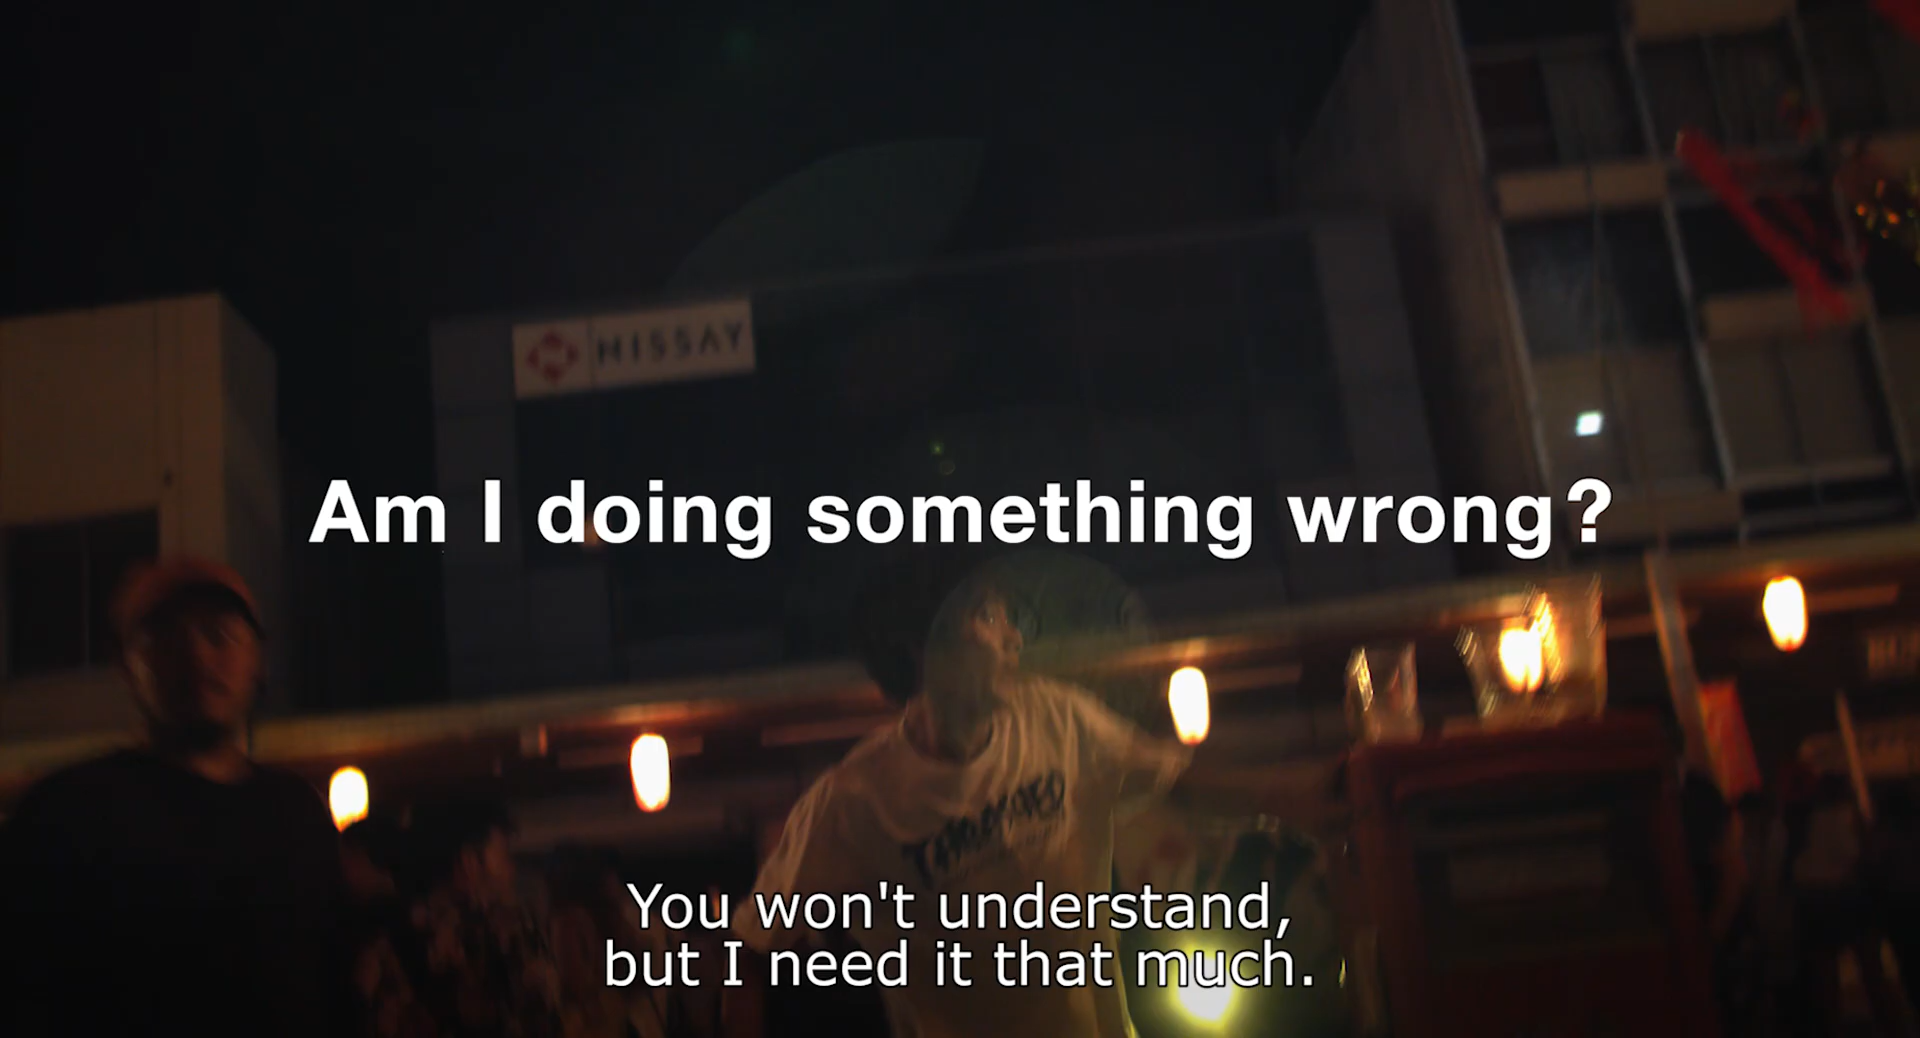 NISSAY
Am I doing something wrong?
You won't understand,
but I need it that much.